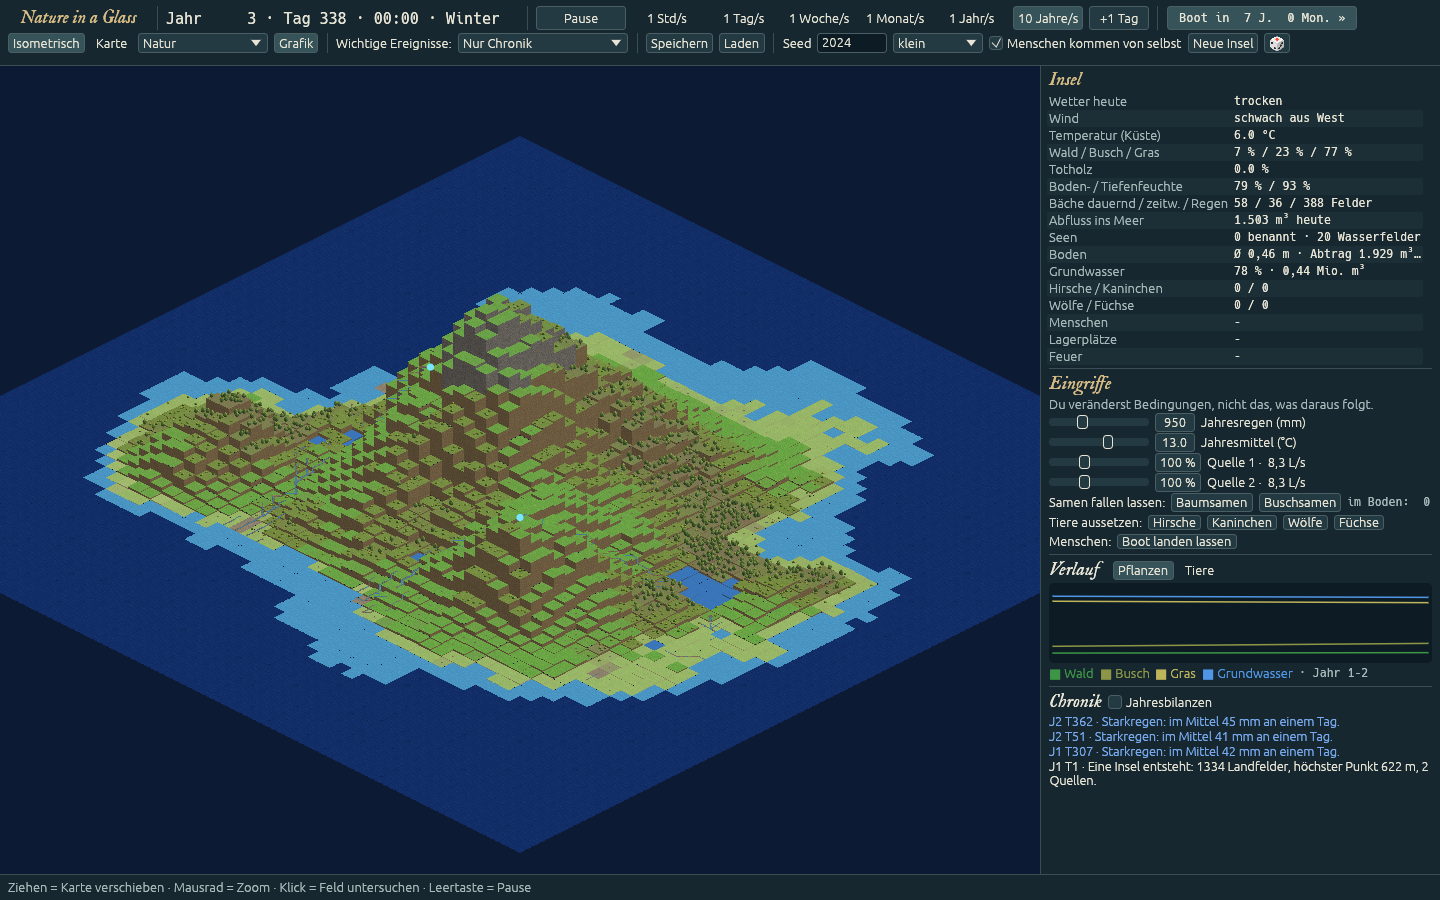 Nature in a Glass
Jahr 3 · Tag 338 · 00:00 · Winter
Pause
1 Std/s 1 Tag/s 1 Woche/s 1 Monat/s 1 Jahr/s 10 Jahre/s +1 Tag
Boot in 7 J. 0 Mon. »
Isometrisch Karte Natur Grafik Wichtige Ereignisse: Nur Chronik Speichern Laden Seed 2024 klein Menschen kommen von selbst Neue Insel
Insel
Wetter heute trocken
Wind schwach aus West
Temperatur (Küste) 6.0 °C
Wald / Busch / Gras 7 % / 23 % / 77 %
Totholz 0.0 %
Boden- / Tiefenfeuchte 79 % / 93 %
Bäche dauernd / zeitw. / Regen 58 / 36 / 388 Felder
Abfluss ins Meer 1.503 m³ heute
Seen 0 benannt · 20 Wasserfelder
Boden Ø 0,46 m · Abtrag 1.929 m³…
Grundwasser 78 % · 0,44 Mio. m³
Hirsche / Kaninchen 0 / 0
Wölfe / Füchse 0 / 0
Menschen -
Lagerplätze -
Feuer -
Eingriffe
Du veränderst Bedingungen, nicht das, was daraus folgt.
950 Jahresregen (mm)
13.0 Jahresmittel (°C)
100 % Quelle 1 · 8,3 L/s
100 % Quelle 2 · 8,3 L/s
Samen fallen lassen: Baumsamen Buschsamen im Boden: 0
Tiere aussetzen: Hirsche Kaninchen Wölfe Füchse
Menschen: Boot landen lassen
Verlauf Pflanzen Tiere
Wald Busch Gras Grundwasser · Jahr 1-2
Chronik Jahresbilanzen
J2 T362 · Starkregen: im Mittel 45 mm an einem Tag.
J2 T51 · Starkregen: im Mittel 41 mm an einem Tag.
J1 T307 · Starkregen: im Mittel 42 mm an einem Tag.
J1 T1 · Eine Insel entsteht: 1334 Landfelder, höchster Punkt 622 m, 2
Quellen.
Ziehen = Karte verschieben · Mausrad = Zoom · Klick = Feld untersuchen · Leertaste = Pause